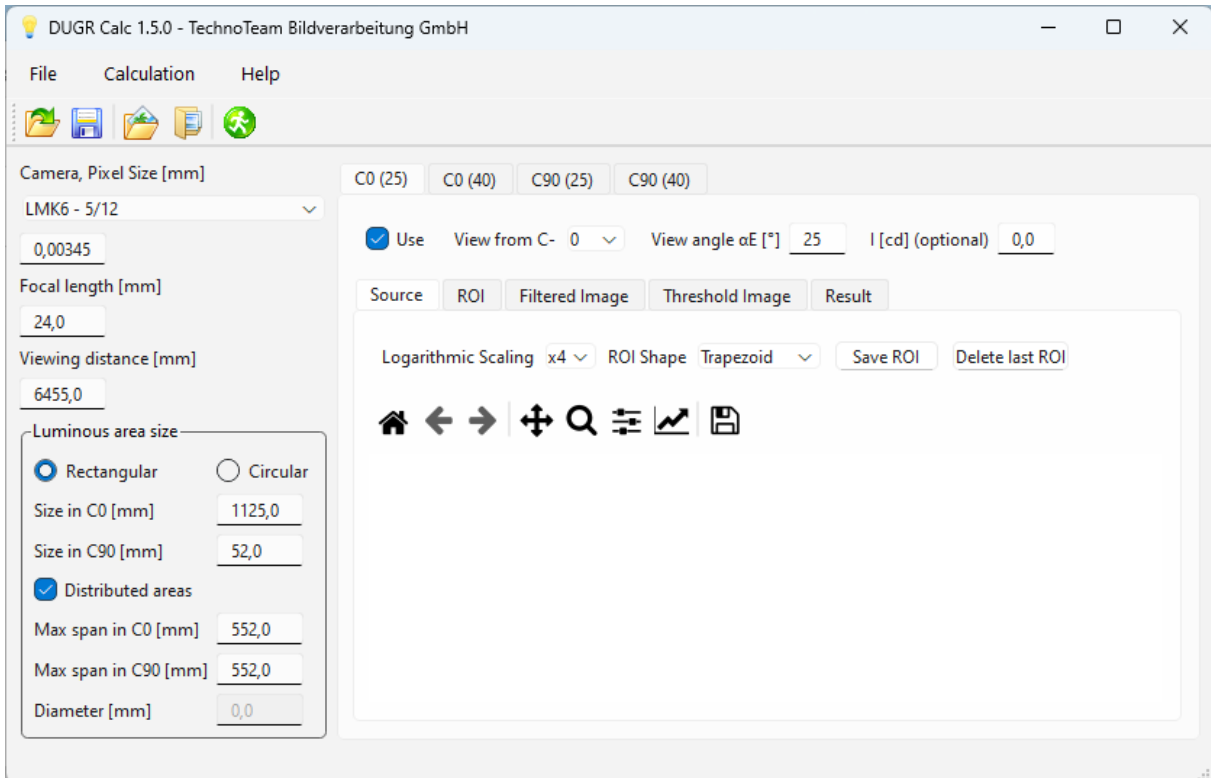 DUGR Calc 1.5.0 - TechnoTeam Bildverarbeitung GmbH
File Calculation Help
Camera, Pixel Size [mm]
LMK6 - 5/12
0,00345
Focal length [mm]
24,0
Viewing distance [mm]
6455,0
Luminous area size
Rectangular Circular
Size in C0 [mm] 1125,0
Size in C90 [mm] 52,0
Distributed areas
Max span in C0 [mm] 552,0
Max span in C90 [mm] 552,0
Diameter [mm] 0,0
C0 (25) C0 (40) C90 (25) C90 (40)
Use View from C- 0 View angle αE [°] 25 I [cd] (optional) 0,0
Source ROI Filtered Image Threshold Image Result
Logarithmic Scaling x4 ROI Shape Trapezoid Save ROI Delete last ROI